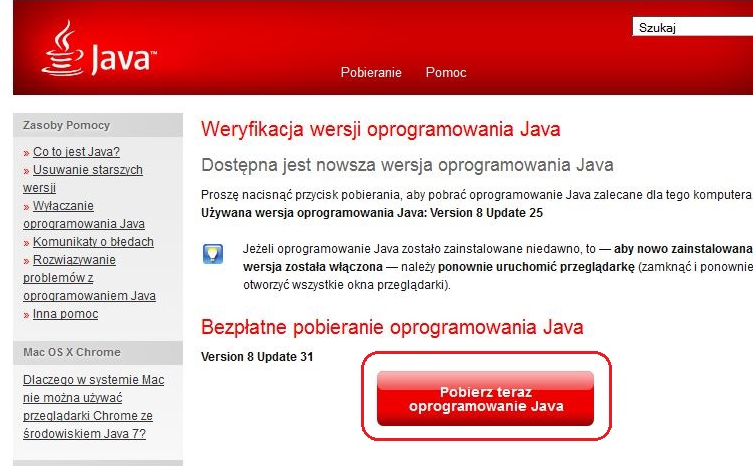 Java™
Szukaj
Pobieranie Pomoc
Zasoby Pomocy
» Co to jest Java?
» Usuwanie starszych
wersji
» Wyłączanie
oprogramowania Java
» Komunikaty o błedach
» Rozwiazywanie
problemów z
oprogramowaniem Java
» Inna pomoc
Mac OS X Chrome
Dlaczego w systemie Mac
nie można używać
przeglądarki Chrome ze
środowiskiem Java 7?
Weryfikacja wersji oprogramowania Java
Dostępna jest nowsza wersja oprogramowania Java
Proszę nacisnąć przycisk pobierania, aby pobrać oprogramowanie Java zalecane dla tego komputera
Używana wersja oprogramowania Java: Version 8 Update 25
Jeżeli oprogramowanie Java zostało zainstalowane niedawno, to — aby nowo zainstalowana
wersja została włączona — należy ponownie uruchomić przeglądarkę (zamknąć i ponownie
otworzyć wszystkie okna przeglądarki).
Bezpłatne pobieranie oprogramowania Java
Version 8 Update 31
Pobierz teraz
oprogramowanie Java